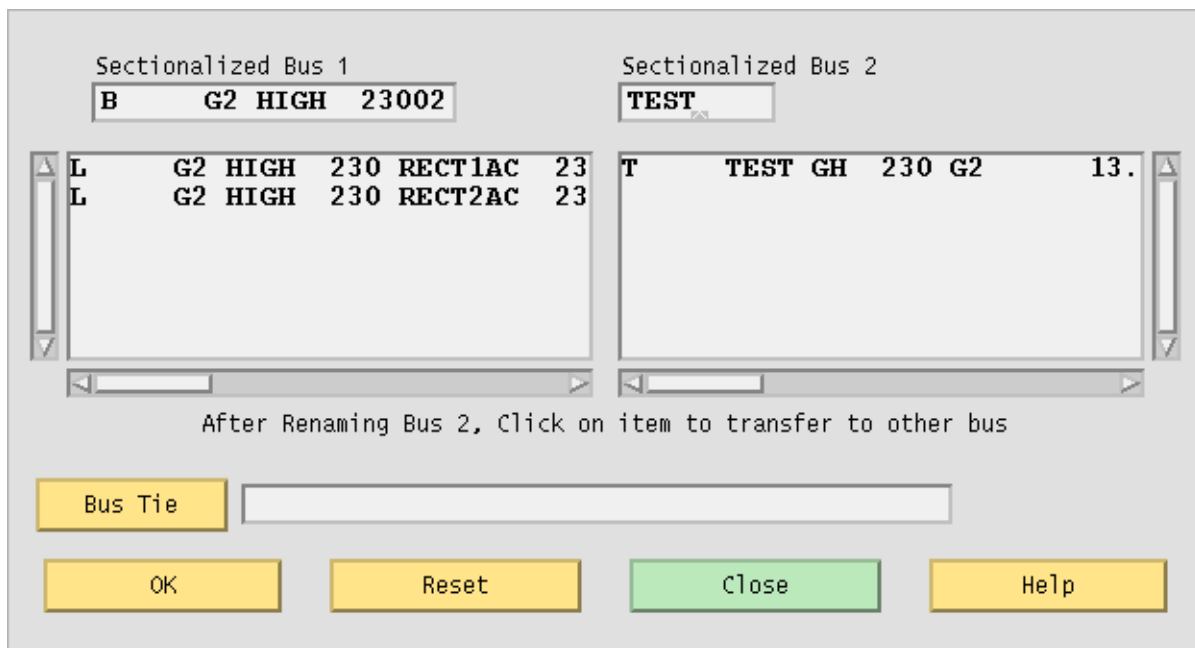 Sectionalized Bus 1
Sectionalized Bus 2
B      G2 HIGH  23002
TEST
L      G2 HIGH  230 RECT1AC  23
L      G2 HIGH  230 RECT2AC  23
T      TEST GH  230 G2       13.
After Renaming Bus 2, Click on item to transfer to other bus
Bus Tie
OK
Reset
Close
Help